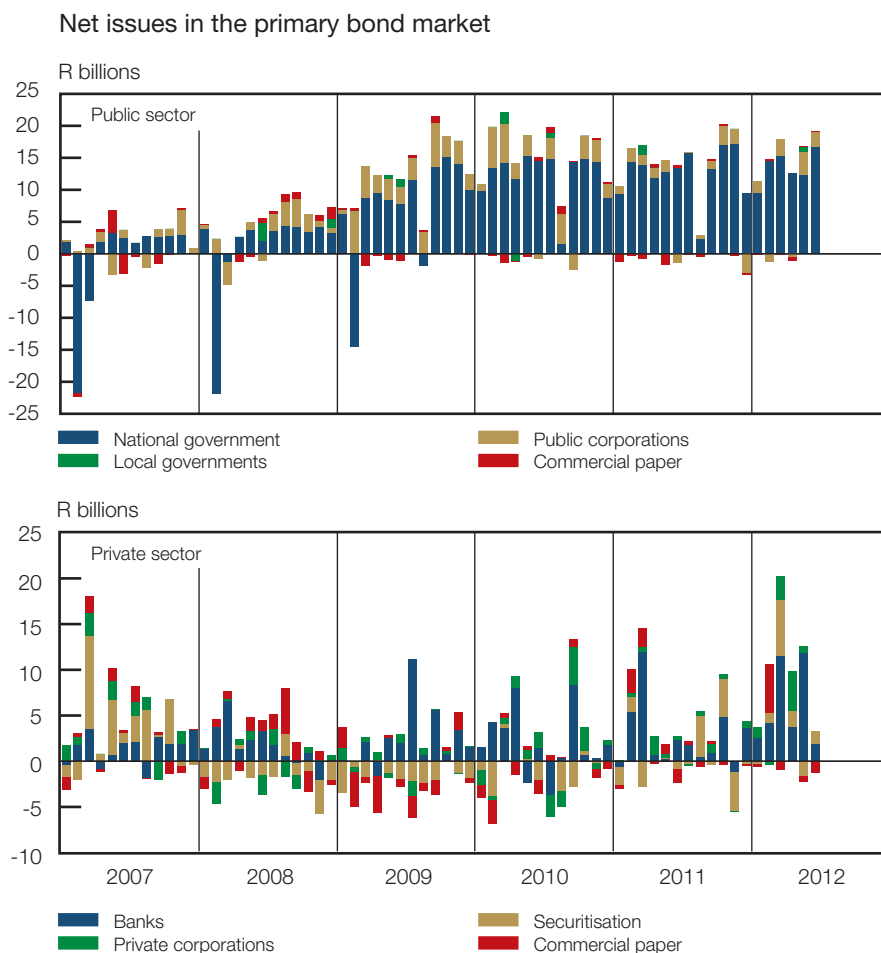 Net issues in the primary bond market
R billions
25
Public sector
20
15
10
5
0
-5
-10
-15
-20
-25
National government
Public corporations
Local governments
Commercial paper
R billions
25
Private sector
20
15
10
5
0
-5
-10
2007 2008 2009 2010 2011 2012
Banks
Securitisation
Private corporations
Commercial paper